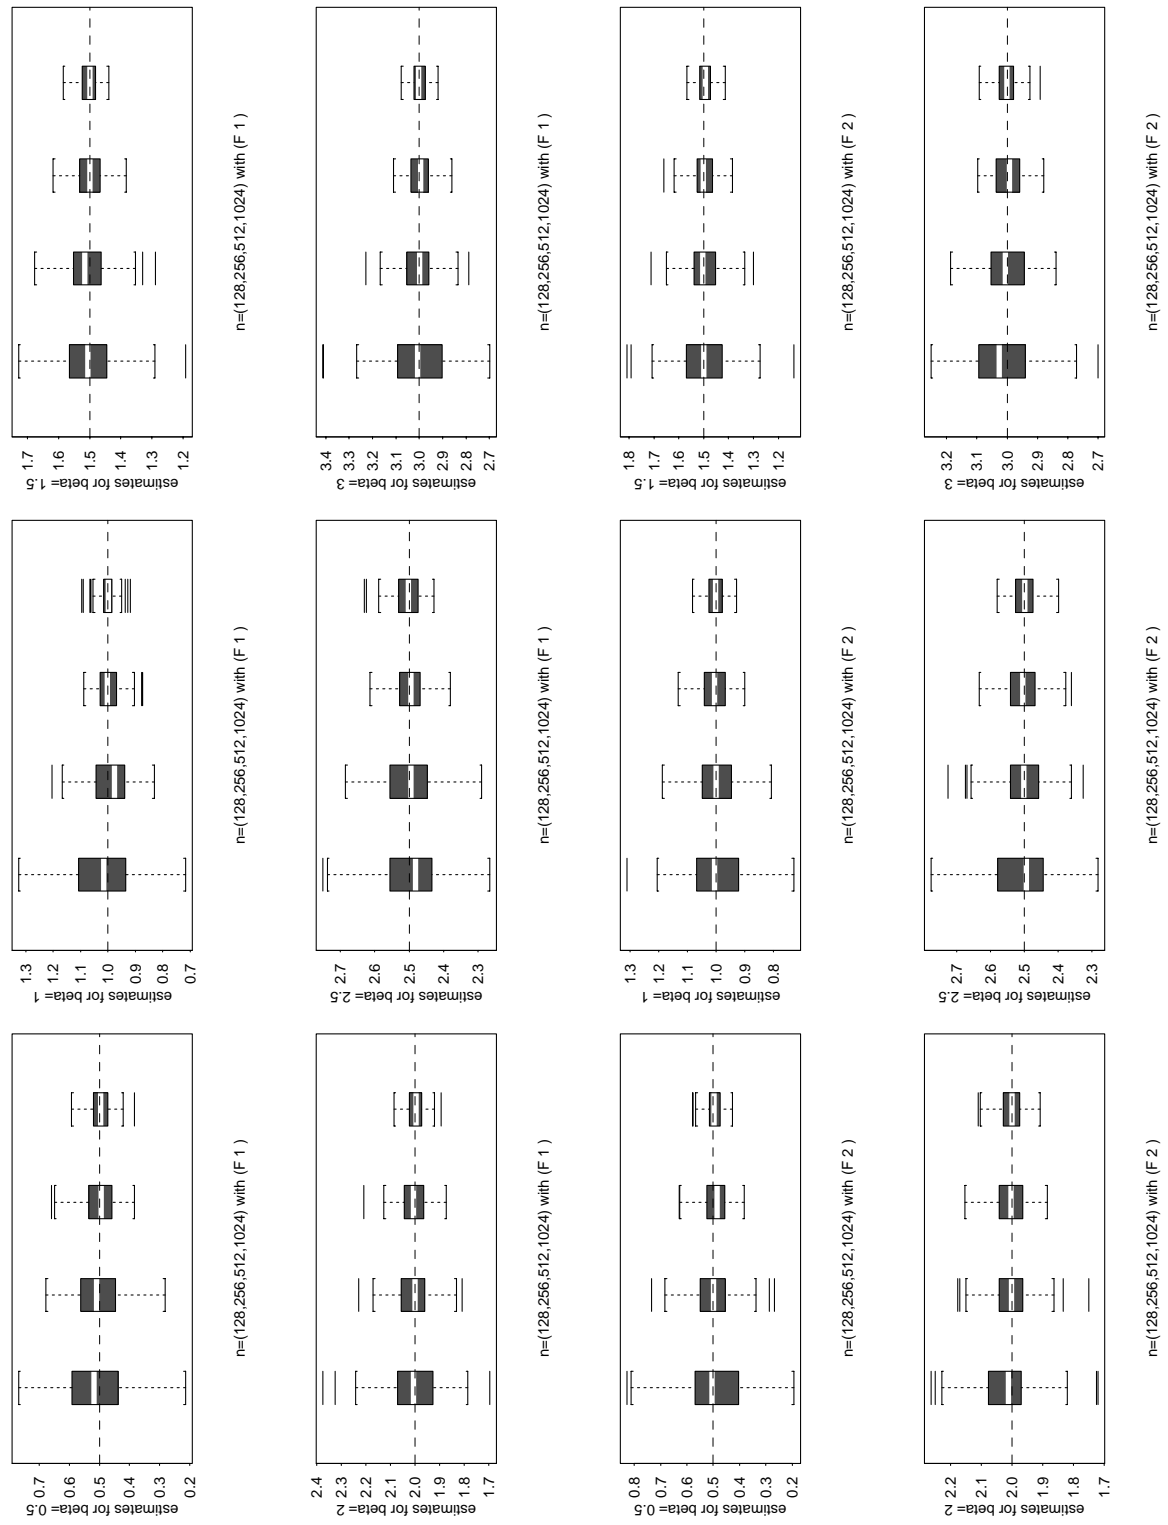 1.7 1.6 1.5 1.4 1.3 1.2
estimates for beta= 1.5
n=(128,256,512,1024) with (F 1 )
3.4 3.3 3.2 3.1 3.0 2.9 2.8 2.7
estimates for beta= 3
n=(128,256,512,1024) with (F 1 )
1.8 1.7 1.6 1.5 1.4 1.3 1.2
estimates for beta= 1.5
n=(128,256,512,1024) with (F 2 )
3.2 3.1 3.0 2.9 2.8 2.7
estimates for beta= 3
n=(128,256,512,1024) with (F 2 )
1.3 1.2 1.1 1.0 0.9 0.8 0.7
estimates for beta= 1
n=(128,256,512,1024) with (F 1 )
2.7 2.6 2.5 2.4 2.3
estimates for beta= 2.5
n=(128,256,512,1024) with (F 1 )
1.3 1.2 1.1 1.0 0.9 0.8
estimates for beta= 1
n=(128,256,512,1024) with (F 2 )
2.7 2.6 2.5 2.4 2.3
estimates for beta= 2.5
n=(128,256,512,1024) with (F 2 )
0.7 0.6 0.5 0.4 0.3 0.2
estimates for beta= 0.5
n=(128,256,512,1024) with (F 1 )
2.4 2.3 2.2 2.1 2.0 1.9 1.8 1.7
estimates for beta= 2
n=(128,256,512,1024) with (F 1 )
0.8 0.7 0.6 0.5 0.4 0.3 0.2
estimates for beta= 0.5
n=(128,256,512,1024) with (F 2 )
2.2 2.1 2.0 1.9 1.8 1.7
estimates for beta= 2
n=(128,256,512,1024) with (F 2 )